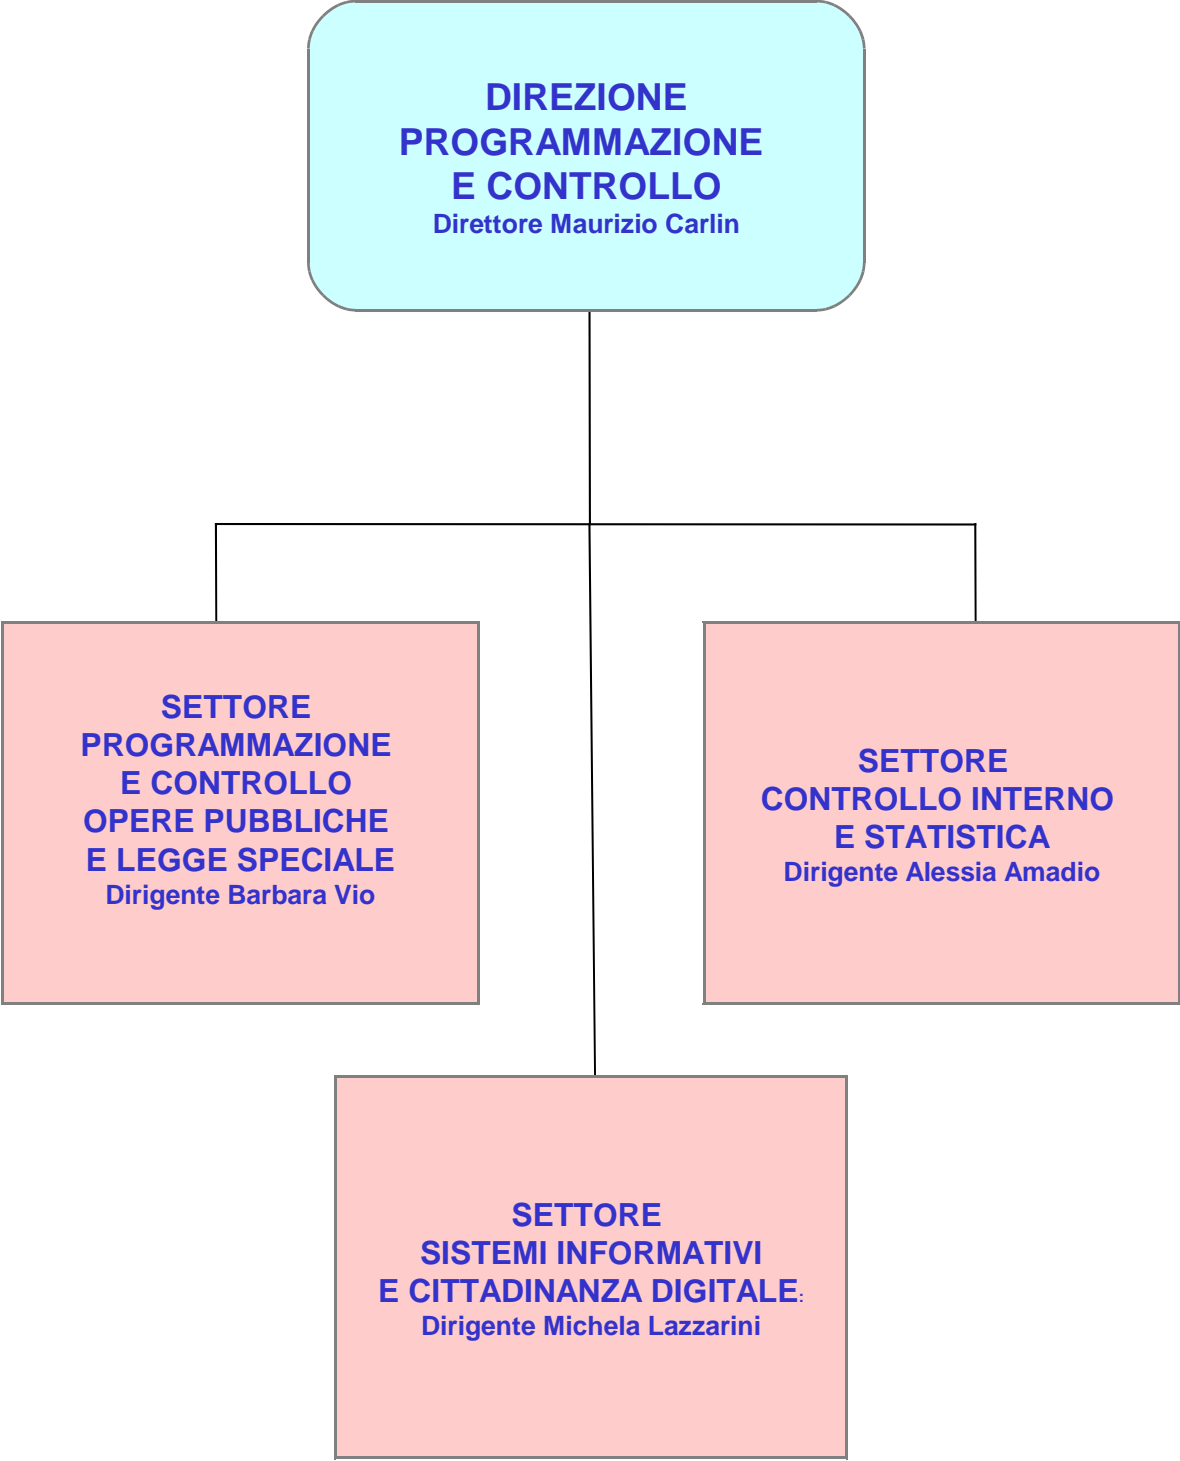 DIREZIONE
PROGRAMMAZIONE
E CONTROLLO
Direttore Maurizio Carlin
SETTORE
PROGRAMMAZIONE
E CONTROLLO
OPERE PUBBLICHE
E LEGGE SPECIALE
Dirigente Barbara Vio
SETTORE
CONTROLLO INTERNO
E STATISTICA
Dirigente Alessia Amadio
SETTORE
SISTEMI INFORMATIVI
E CITTADINANZA DIGITALE:
Dirigente Michela Lazzarini